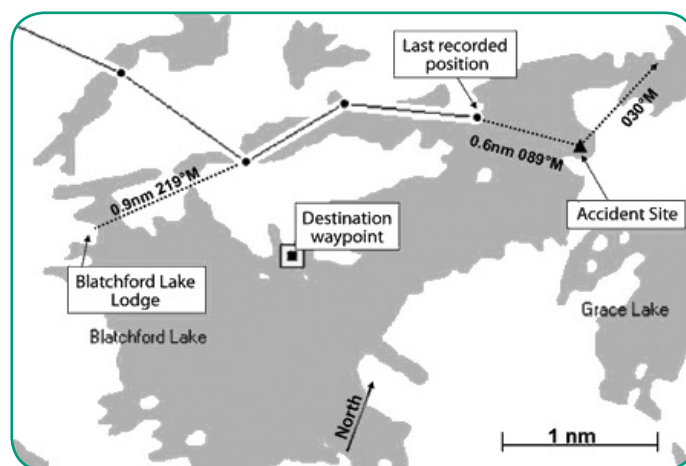 Last recorded
position
030°M
0.6nm 089°M
0.9nm 219°M
Accident Site
Destination
waypoint
Blatchford Lake
Lodge
Grace Lake
Blatchford Lake
North
1 nm